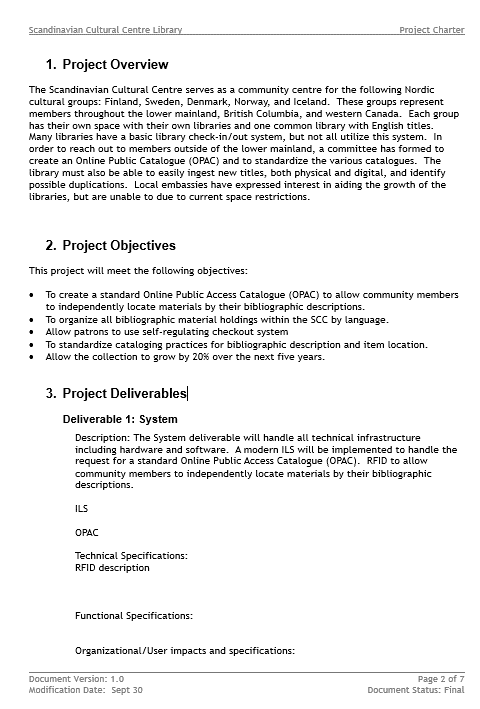 Scandinavian Cultural Centre Library Project Charter
1. Project Overview
The Scandinavian Cultural Centre serves as a community centre for the following Nordic
cultural groups: Finland, Sweden, Denmark, Norway, and Iceland. These groups represent
members throughout the lower mainland, British Columbia, and western Canada. Each group
has their own space with their own libraries and one common library with English titles.
Many libraries have a basic library check-in/out system, but not all utilize this system. In
order to reach out to members outside of the lower mainland, a committee has formed to
create an Online Public Catalogue (OPAC) and to standardize the various catalogues. The
library must also be able to easily ingest new titles, both physical and digital, and identify
possible duplications. Local embassies have expressed interest in aiding the growth of the
libraries, but are unable to due to current space restrictions.
2. Project Objectives
This project will meet the following objectives:
• To create a standard Online Public Access Catalogue (OPAC) to allow community members
to independently locate materials by their bibliographic descriptions.
• To organize all bibliographic material holdings within the SCC by language.
• Allow patrons to use self-regulating checkout system
• To standardize cataloging practices for bibliographic description and item location.
• Allow the collection to grow by 20% over the next five years.
3. Project Deliverables
Deliverable 1: System
Description: The System deliverable will handle all technical infrastructure
including hardware and software. A modern ILS will be implemented to handle the
request for a standard Online Public Access Catalogue (OPAC). RFID to allow
community members to independently locate materials by their bibliographic
descriptions.
ILS
OPAC
Technical Specifications:
RFID description
Functional Specifications:
Organizational/User impacts and specifications:
Document Version: 1.0 Page 2 of 7
Modification Date: Sept 30 Document Status: Final